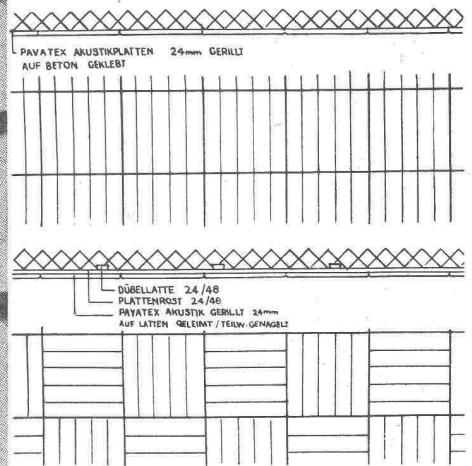 PAVATEX AKUSTIKPLATTEN 24mm GERILLT
AUF BETON GEKLEBT
DÜBELLATTE 24/48
PLATTENROST 24/48
PAVATEX AKUSTIK GERILLT 24mm
AUF LATTEN GELEIMT / TEILW. GENAGELT